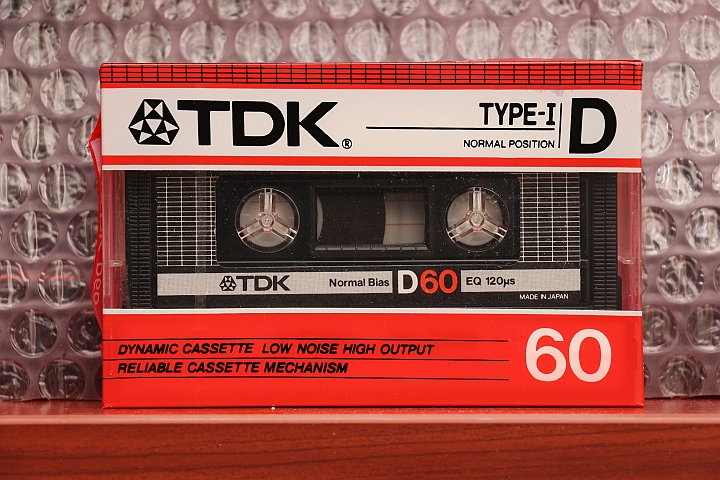 TDK®
TYPE-I D
NORMAL POSITION
TDK Normal Bias D60 EQ 120μs
MADE IN JAPAN
DYNAMIC CASSETTE LOW NOISE HIGH OUTPUT
RELIABLE CASSETTE MECHANISM
60